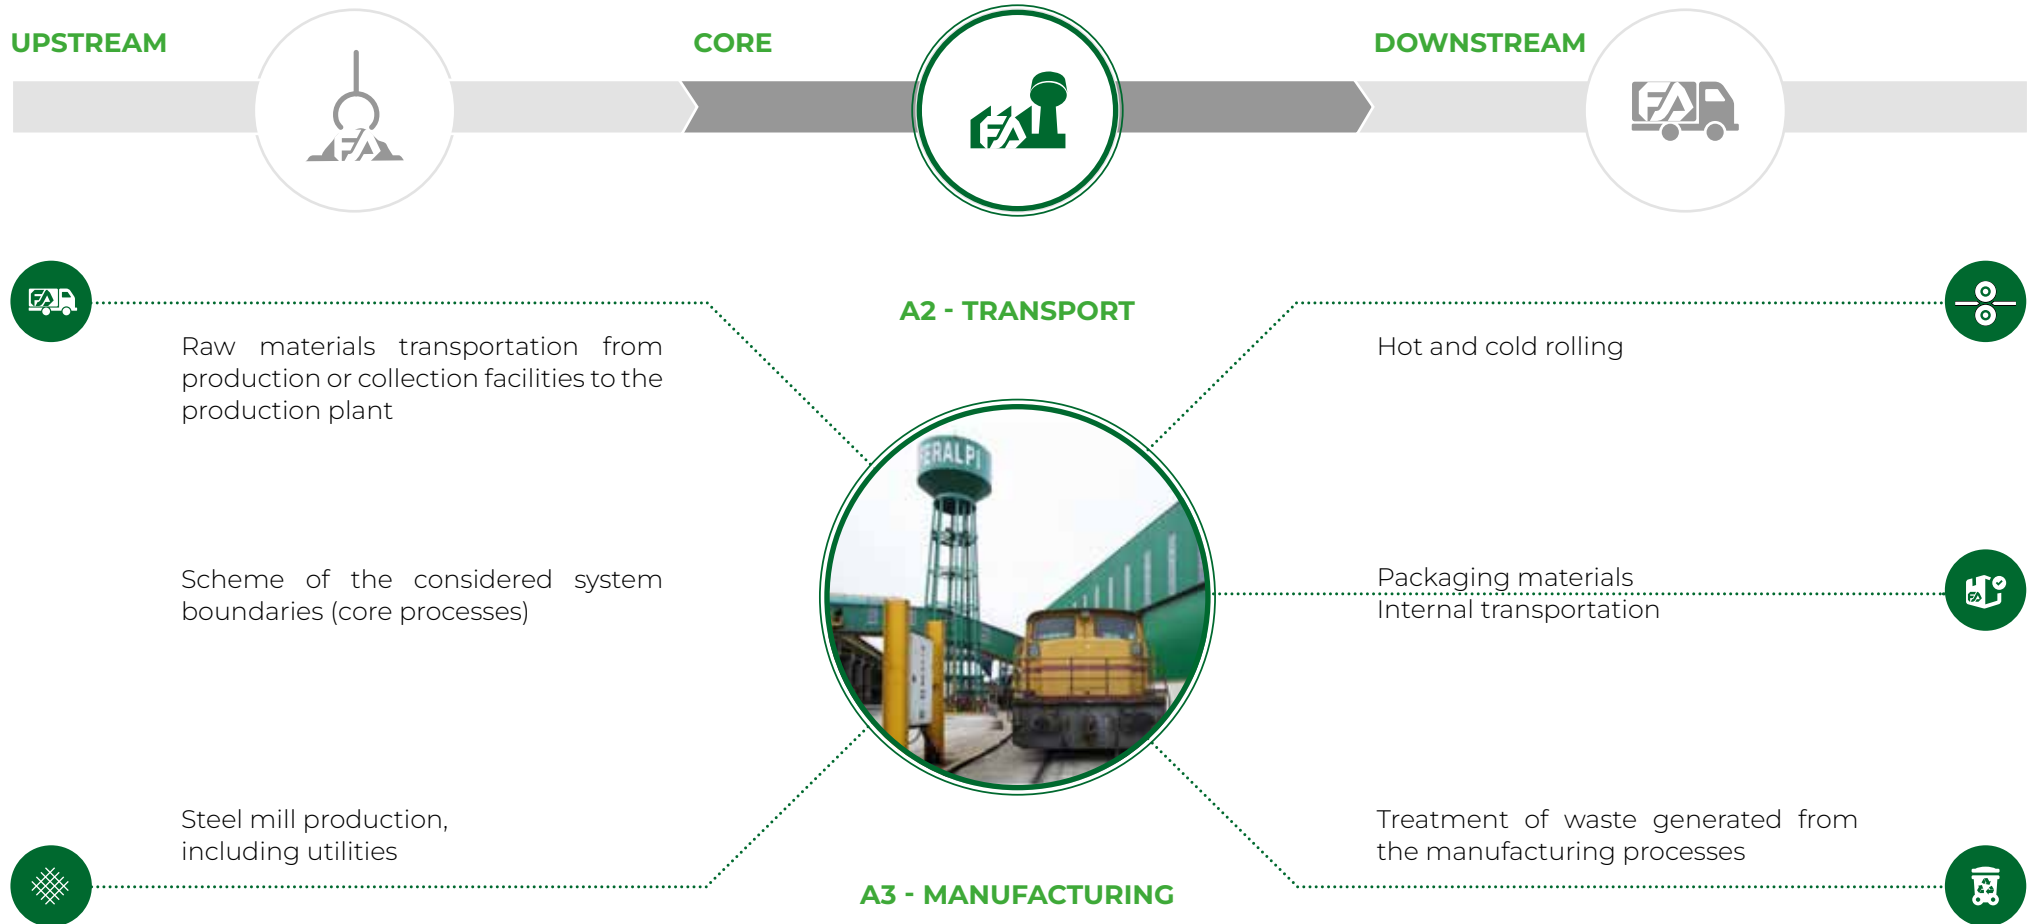 UPSTREAM
CORE
DOWNSTREAM
A2 - TRANSPORT
Raw materials transportation from
production or collection facilities to the
production plant
Hot and cold rolling
ERALPI
Scheme of the considered system
boundaries (core processes)
Packaging materials
Internal transportation
Steel mill production,
including utilities
Treatment of waste generated from
the manufacturing processes
A3 - MANUFACTURING